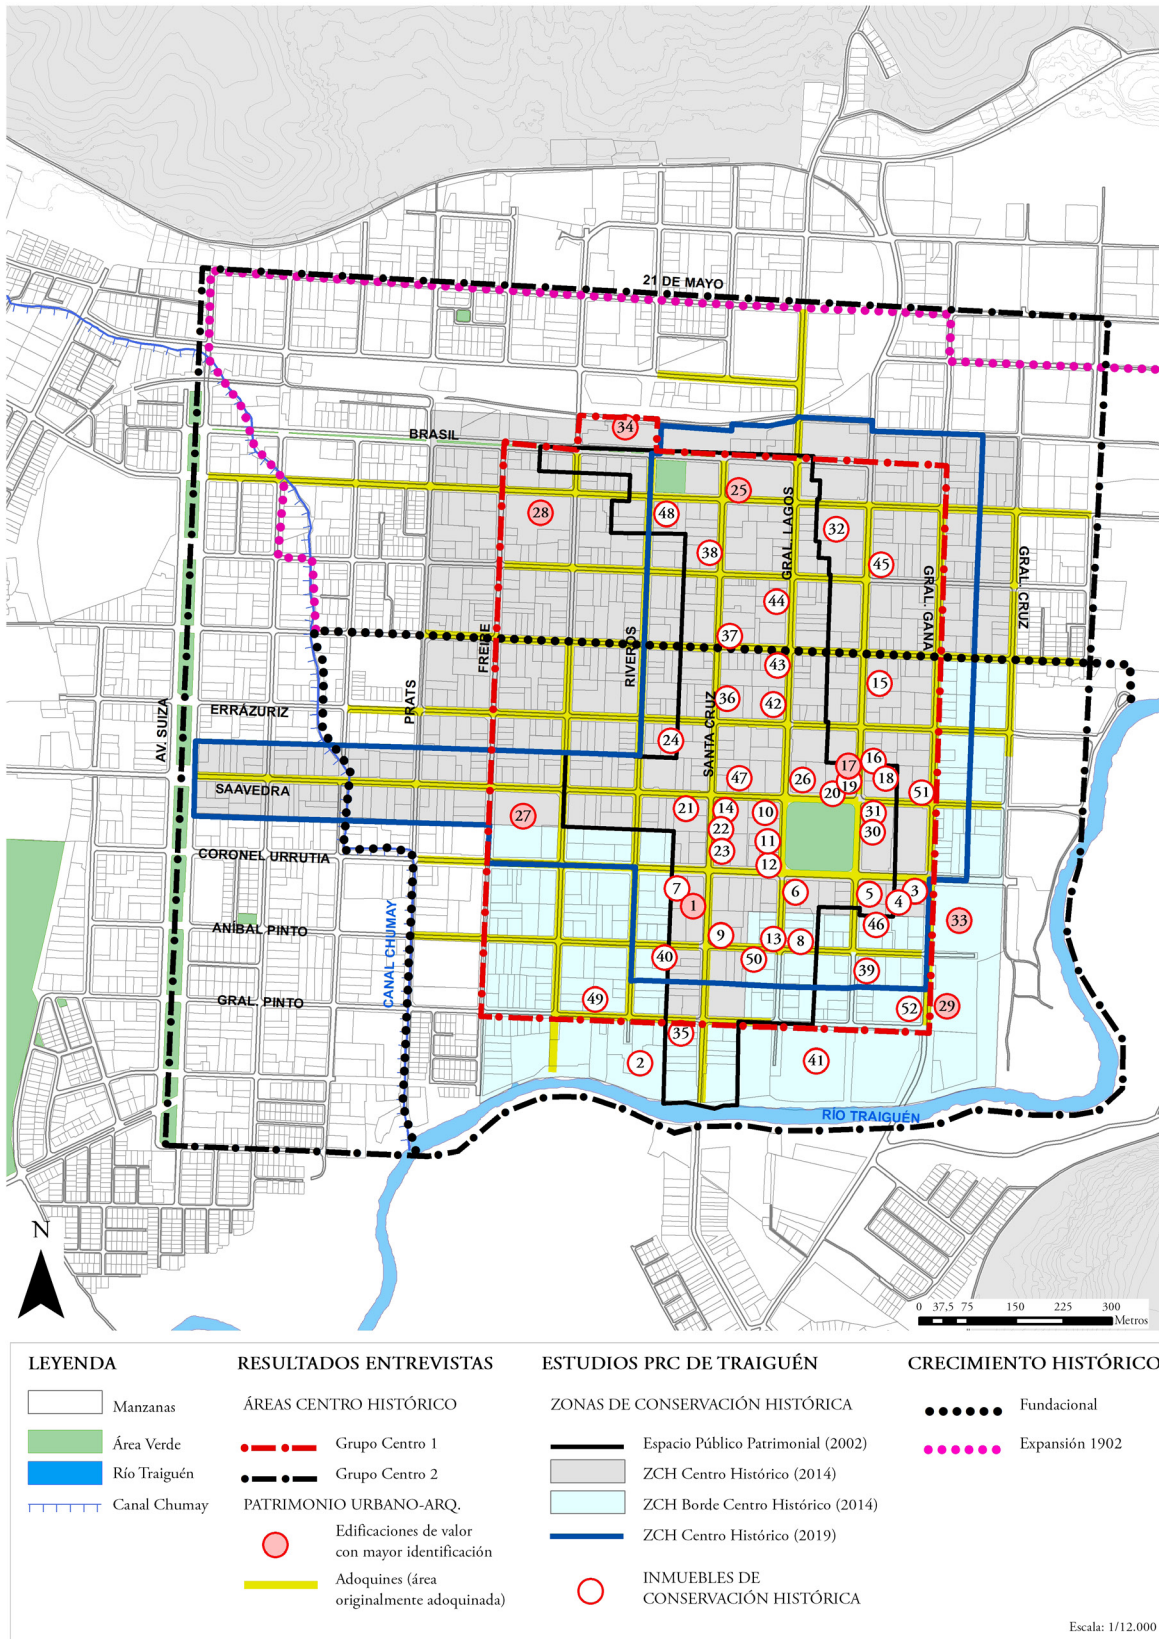 21 DE MAYO
BRASIL
34
28
48
25
32
38
45
GRAL. LAGOS
GRAL. GANA
GRAL. CRUZ
44
37
43
FREIRE
RIVEROS
15
36
42
SANTA CRUZ
PRATS
ERRÁZURIZ
AV. SUIZA
24
17
16
47
26
19
18
20
51
SAAVEDRA
27
21
14
10
31
22
30
11
23
12
CORONEL URRUTIA
7
1
6
5
3
4
33
46
ANÍBAL PINTO
9
13
8
40
50
39
CANAL CHUMAY
GRAL. PINTO
49
52
29
35
2
41
RÍO TRAIGUÉN
N
0 37,5 75 150 225 300
Metros
LEYENDA
Manzanas
Área Verde
Río Traiguén
Canal Chumay
RESULTADOS ENTREVISTAS
ÁREAS CENTRO HISTÓRICO
Grupo Centro 1
Grupo Centro 2
PATRIMONIO URBANO-ARQ.
Edificaciones de valor
con mayor identificación
Adoquines (área
originalmente adoquinada)
ESTUDIOS PRC DE TRAIGUÉN
ZONAS DE CONSERVACIÓN HISTÓRICA
Espacio Público Patrimonial (2002)
ZCH Centro Histórico (2014)
ZCH Borde Centro Histórico (2014)
ZCH Centro Histórico (2019)
INMUEBLES DE
CONSERVACIÓN HISTÓRICA
CRECIMIENTO HISTÓRICO
Fundacional
Expansión 1902
Escala: 1/12.000